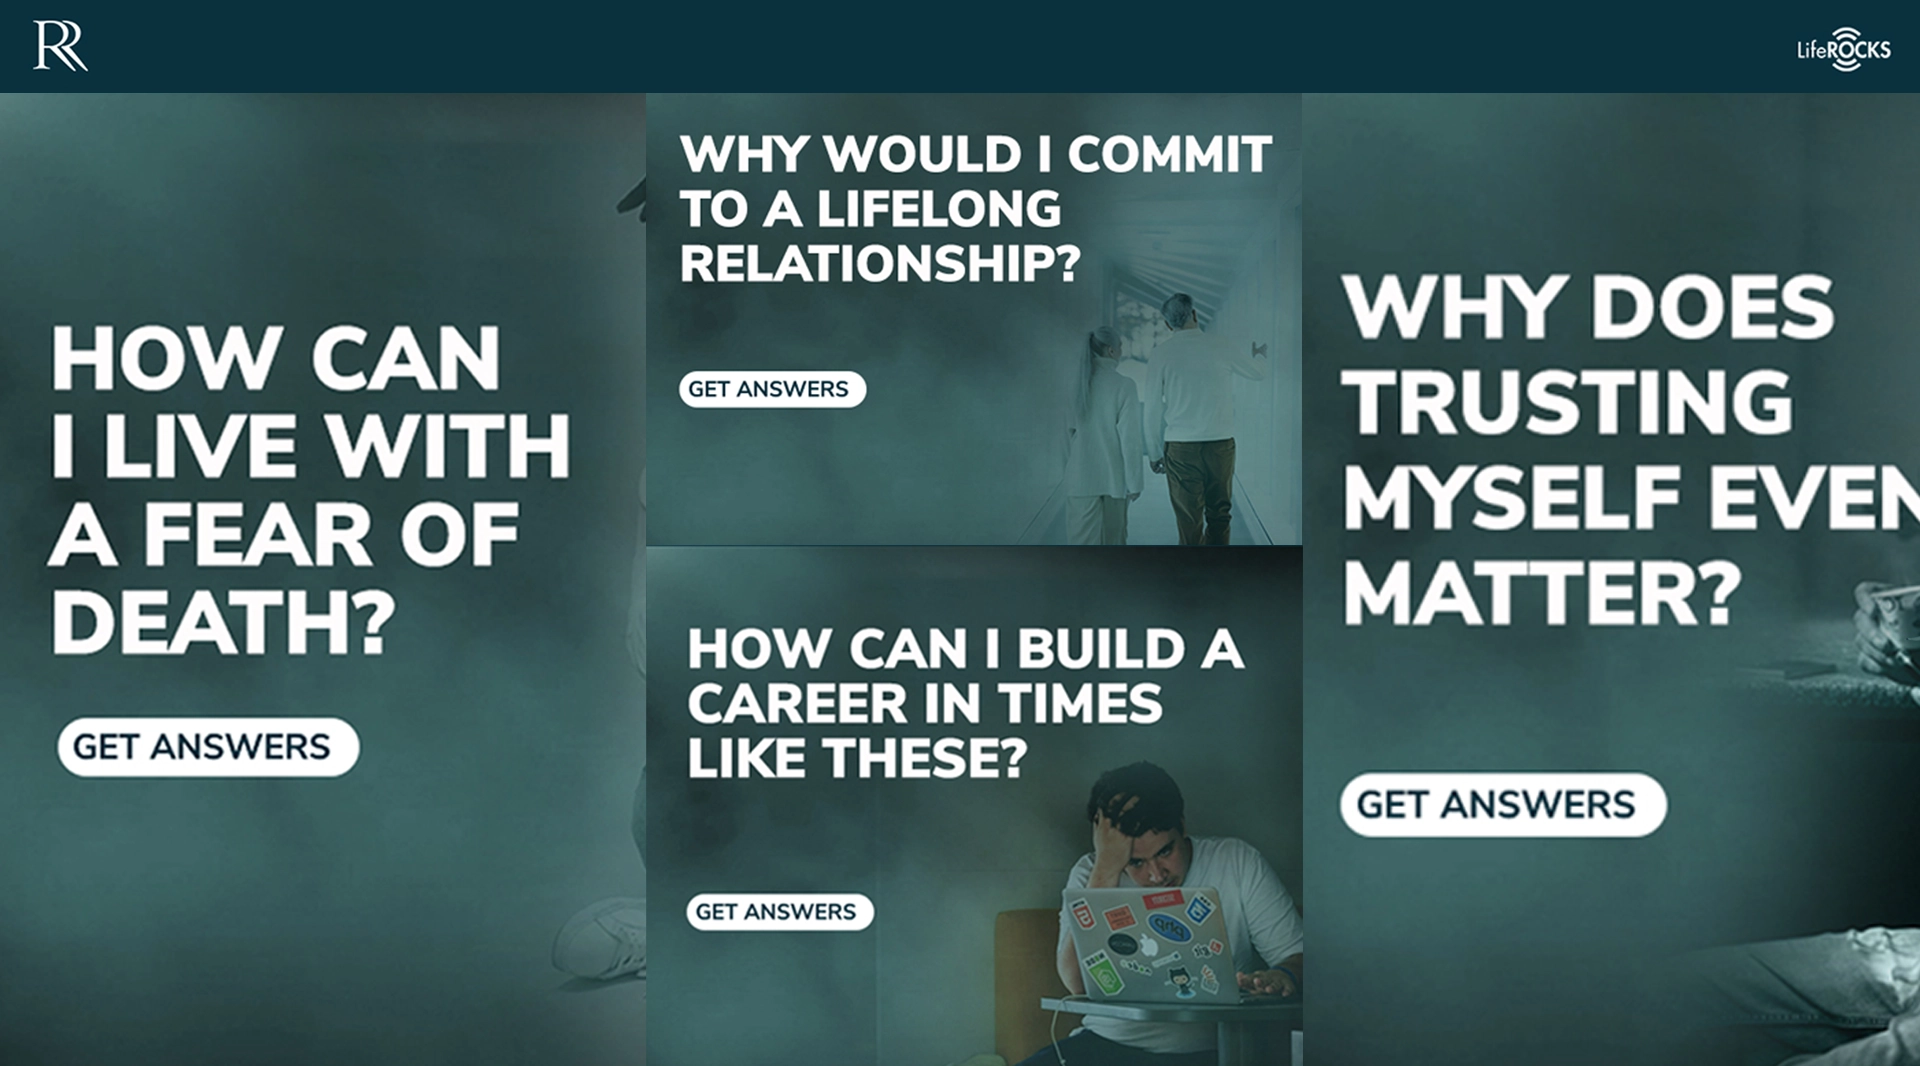 RR
LifeROCKS
HOW CAN
I LIVE WITH
A FEAR OF
DEATH?
GET ANSWERS
WHY WOULD I COMMIT
TO A LIFELONG
RELATIONSHIP?
GET ANSWERS
HOW CAN I BUILD A
CAREER IN TIMES
LIKE THESE?
GET ANSWERS
php
WHY DOES
TRUSTING
MYSELF EVEN
MATTER?
GET ANSWERS